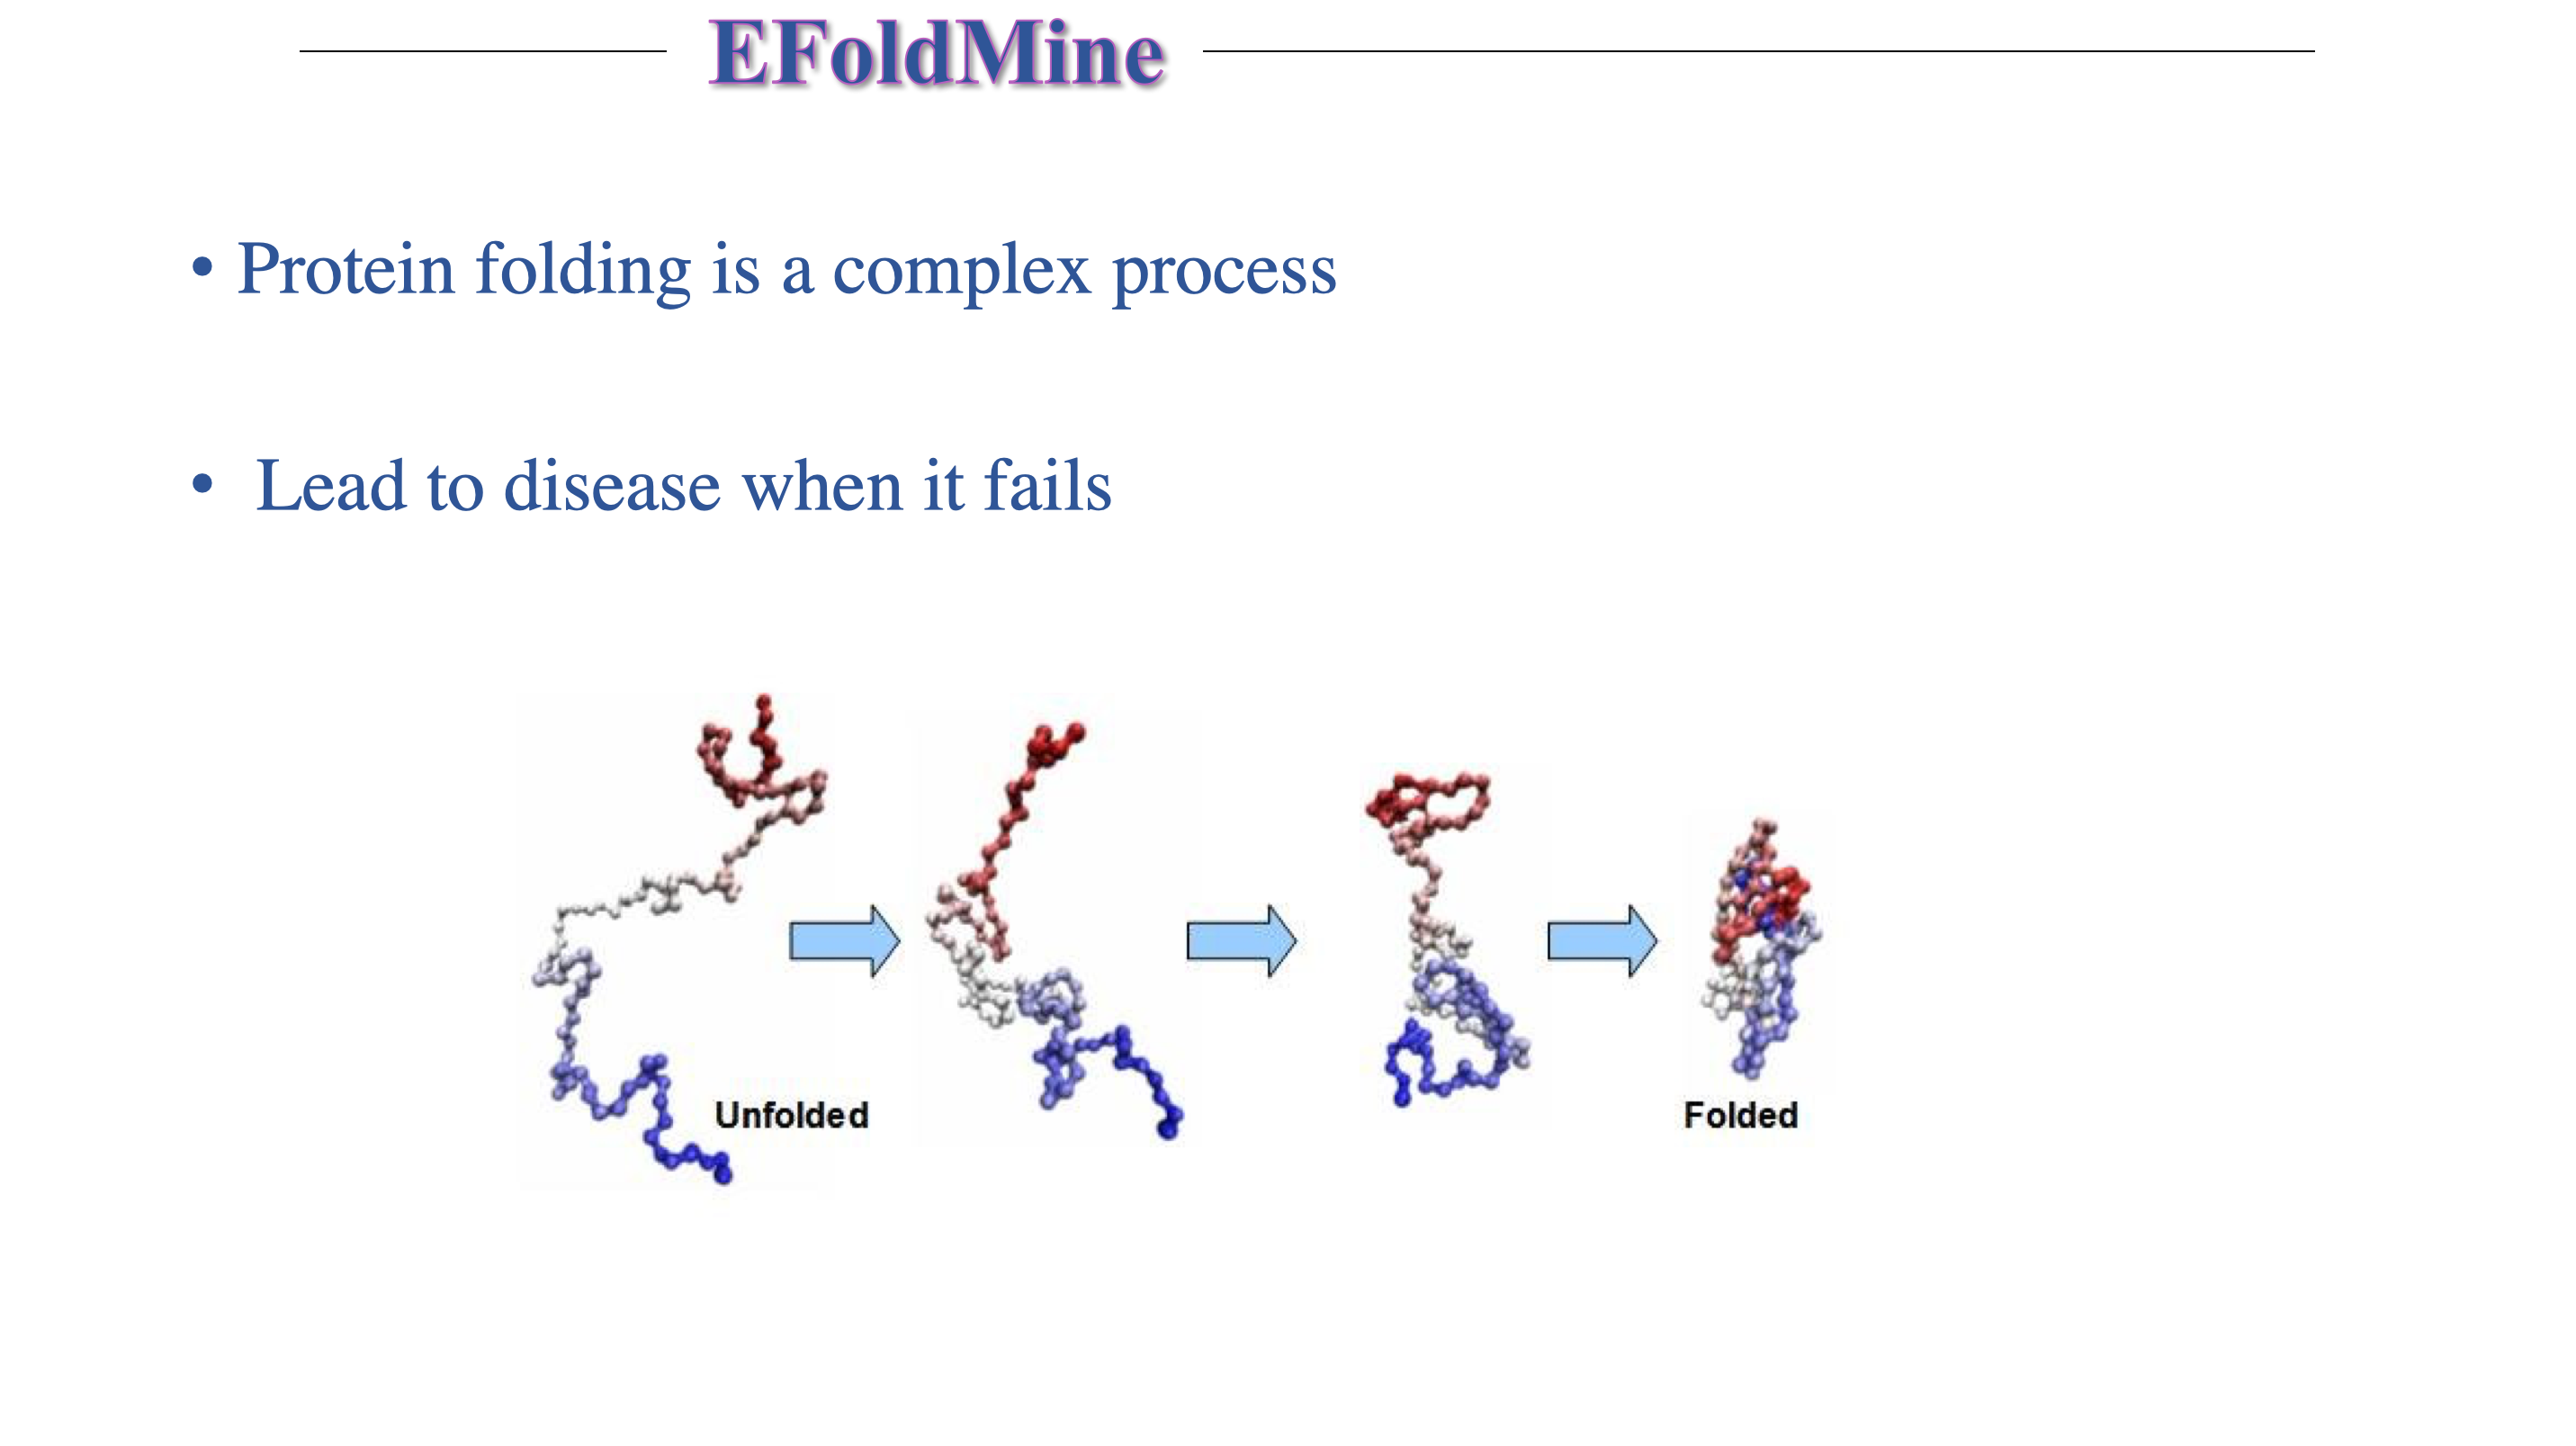 EFoldMine
• Protein folding is a complex process
• Lead to disease when it fails
Unfolded
Folded